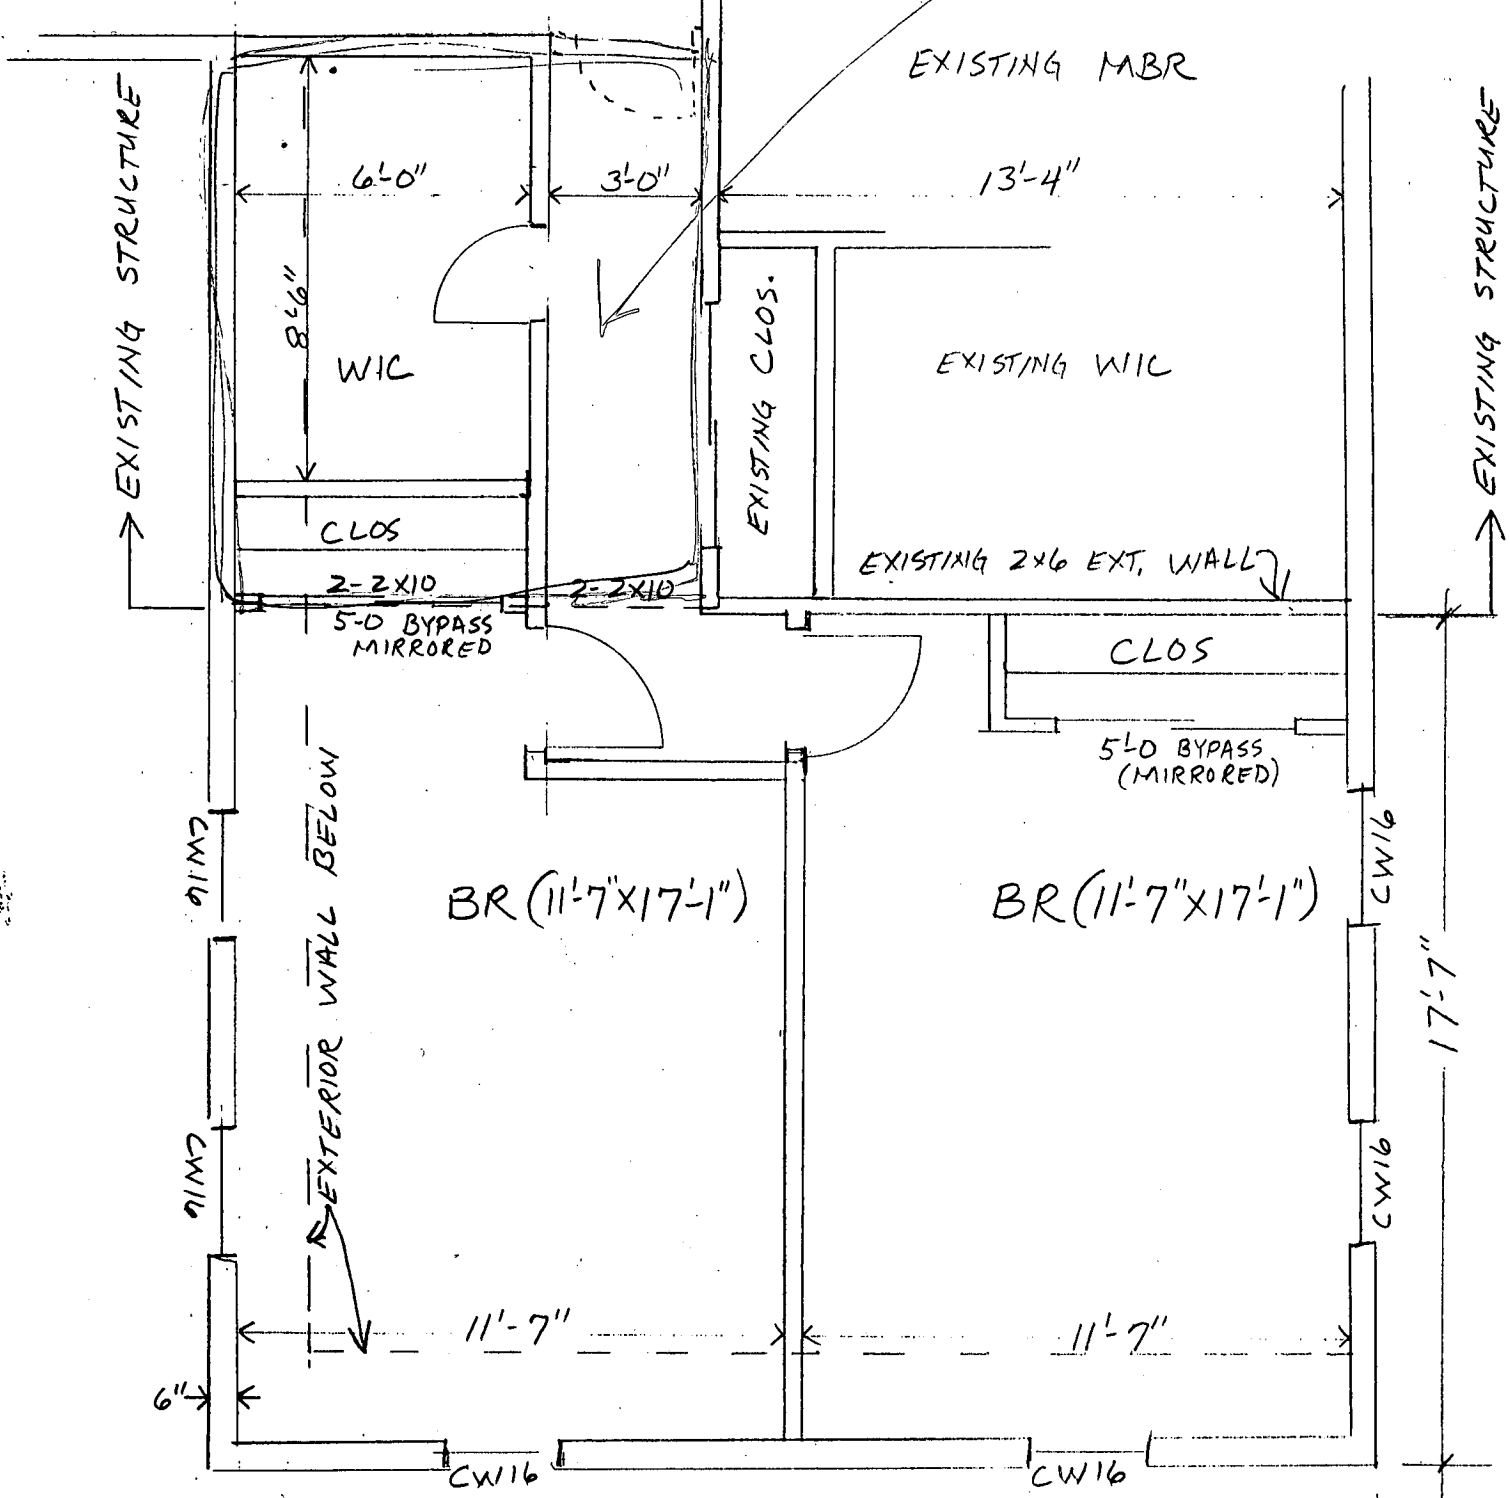 EXISTING MBR
EXISTING STRUCTURE
EXISTING STRUCTURE
6'-0"
3'-0"
13'-4"
8'-6"
WIC
EXISTING CLOS.
EXISTING WIC
CLOS
EXISTING 2x6 EXT. WALL
2-2x10
2-2x10
5-0 BYPASS
MIRRORED
CLOS
5'-0 BYPASS
(MIRRORED)
CW16
EXTERIOR WALL BELOW
BR (11'-7"x17'-1")
BR (11'-7"x17'-1")
CW16
17'-7"
CW16
CW16
11'-7"
11'-7"
6"
CW16
CW16